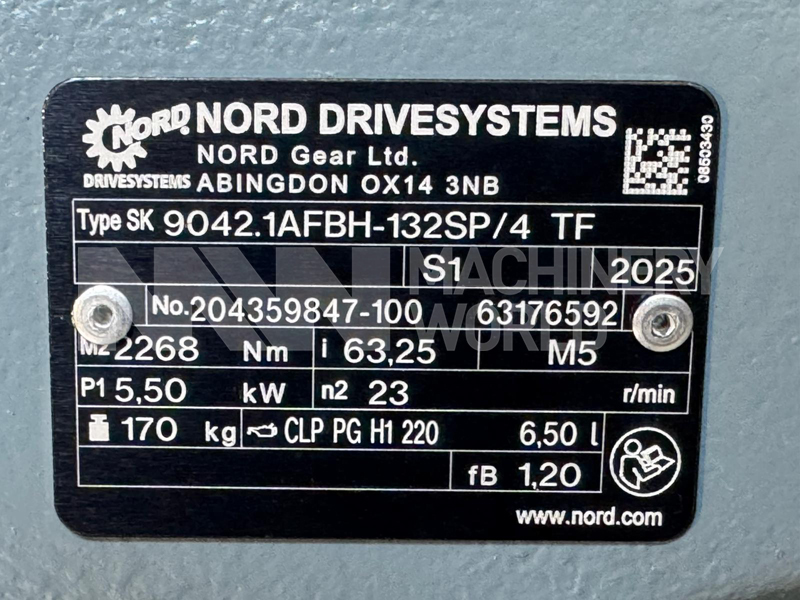 NORD DRIVESYSTEMS
NORD Gear Ltd.
ABINGDON OX14 3NB
NORD
DRIVESYSTEMS
08503430
Type SK 9042.1AFBH-132SP/4 TF
S1 2025
No. 204359847-100 63176592
M2 2268 Nm i 63,25 M5
P1 5,50 kW n2 23 r/min
170 kg CLP PG H1 220 6,50 l
fB 1,20
www.nord.com
MACHINERY
WORLD